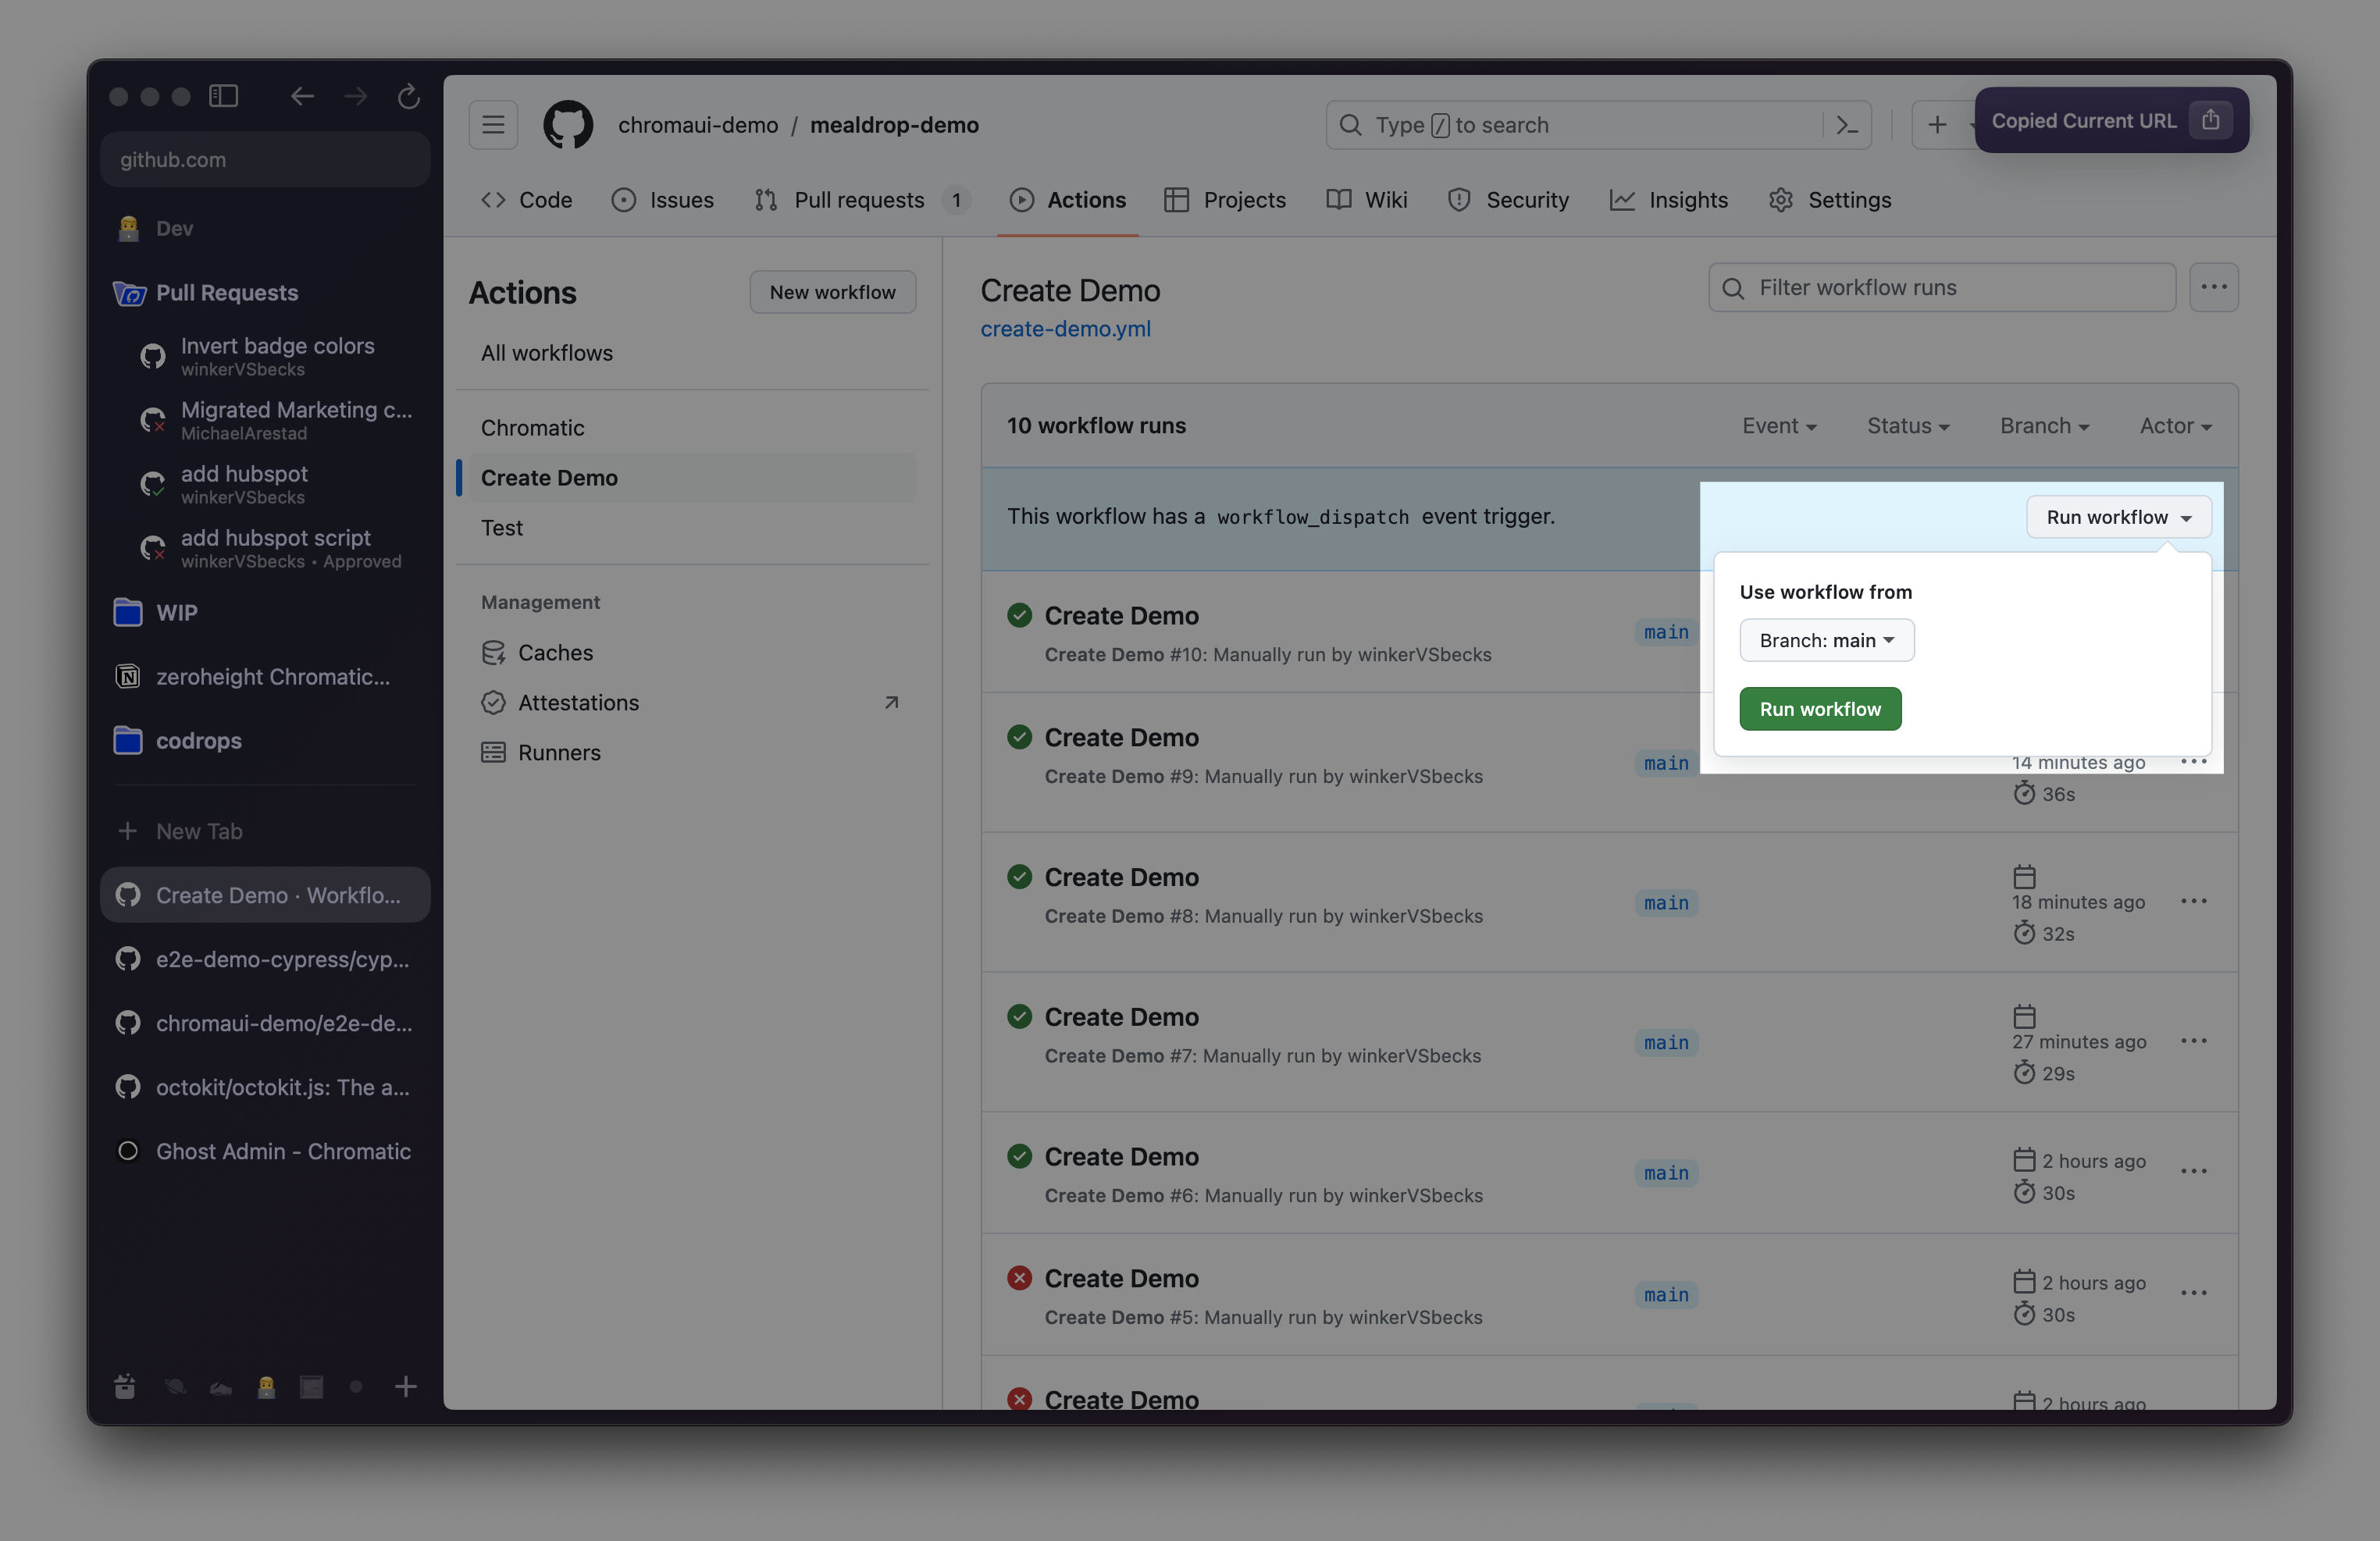 github.com
Dev
Pull Requests
Invert badge colors
winkerVSbecks
Migrated Marketing c...
MichaelArestad
add hubspot
winkerVSbecks
add hubspot script
winkerVSbecks • Approved
WIP
zeroheight Chromatic...
codrops
New Tab
Create Demo · Workflo...
e2e-demo-cypress/cyp...
chromaui-demo/e2e-de...
octokit/octokit.js: The a...
Ghost Admin - Chromatic
chromaui-demo / mealdrop-demo
Type / to search
Copied Current URL
Code
Issues
Pull requests 1
Actions
Projects
Wiki
Security
Insights
Settings
Actions
New workflow
All workflows
Chromatic
Create Demo
Test
Management
Caches
Attestations
Runners
Create Demo
create-demo.yml
Filter workflow runs
10 workflow runs
Event
Status
Branch
Actor
This workflow has a workflow_dispatch event trigger.
Run workflow
Use workflow from
Branch: main
Run workflow
Create Demo
Create Demo #10: Manually run by winkerVSbecks
main
Create Demo
Create Demo #9: Manually run by winkerVSbecks
main
14 minutes ago
36s
Create Demo
Create Demo #8: Manually run by winkerVSbecks
main
18 minutes ago
32s
Create Demo
Create Demo #7: Manually run by winkerVSbecks
main
27 minutes ago
29s
Create Demo
Create Demo #6: Manually run by winkerVSbecks
main
2 hours ago
30s
Create Demo
Create Demo #5: Manually run by winkerVSbecks
main
2 hours ago
30s
Create Demo
2 hours ago